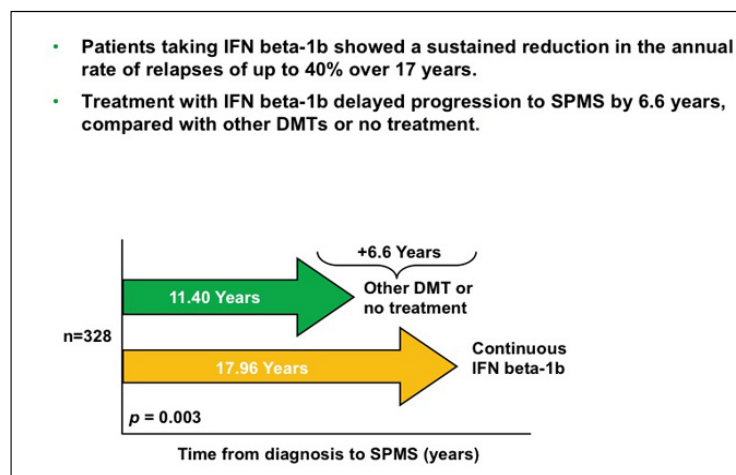 • Patients taking IFN beta-1b showed a sustained reduction in the annual
rate of relapses of up to 40% over 17 years.
• Treatment with IFN beta-1b delayed progression to SPMS by 6.6 years,
compared with other DMTs or no treatment.
+6.6 Years
11.40 Years
Other DMT or
no treatment
n=328
17.96 Years
Continuous
IFN beta-1b
p = 0.003
Time from diagnosis to SPMS (years)